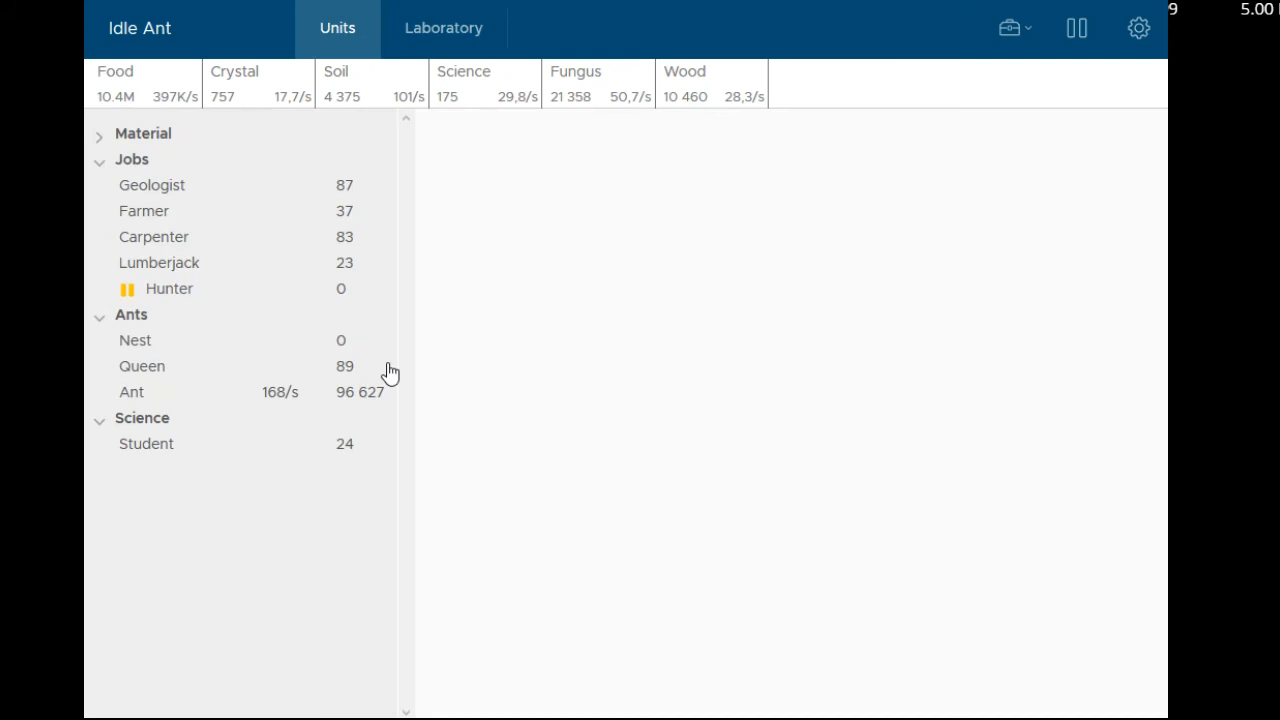 Idle Ant Units Laboratory
9 5.00
Food Crystal Soil Science Fungus Wood
10.4M 397K/s 757 17,7/s 4 375 101/s 175 29,8/s 21 358 50,7/s 10 460 28,3/s
Material
Jobs
Geologist 87
Farmer 37
Carpenter 83
Lumberjack 23
Hunter 0
Ants
Nest 0
Queen 89
Ant 168/s 96 627
Science
Student 24